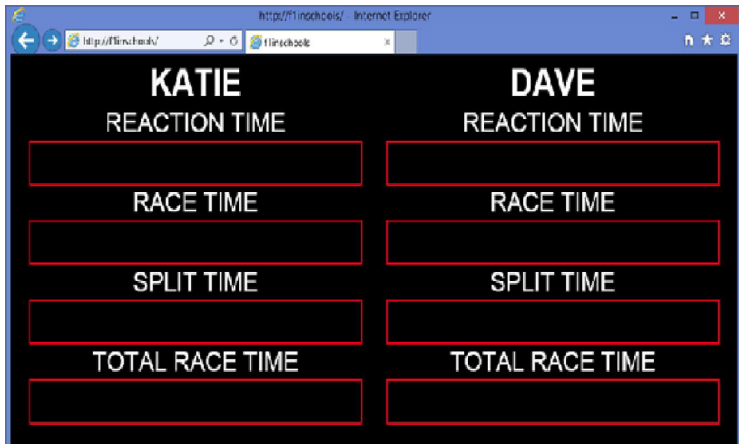 http://f1inschools/ - Internet Explorer
http://f1inschools/
f1inschools
KATIE
DAVE
REACTION TIME
REACTION TIME
RACE TIME
RACE TIME
SPLIT TIME
SPLIT TIME
TOTAL RACE TIME
TOTAL RACE TIME